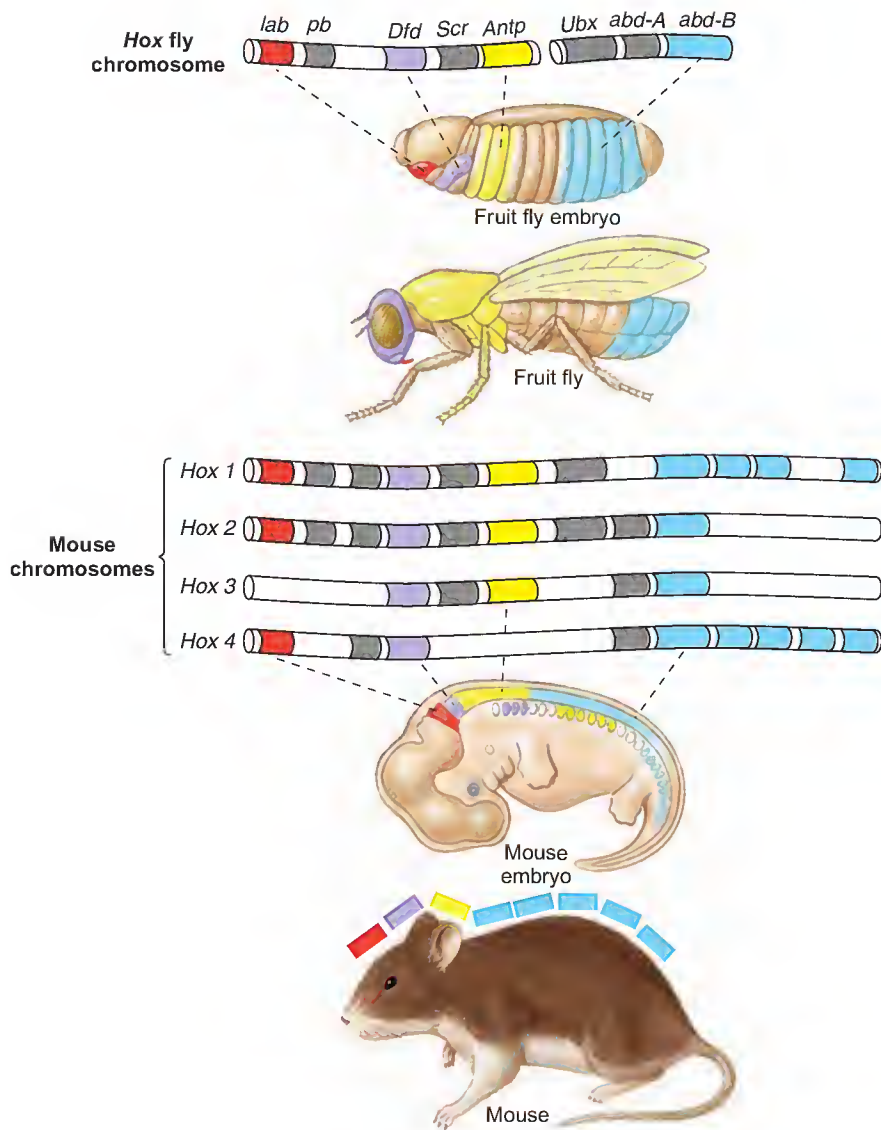 lab pb Dfd Scr Antp Ubx abd-A abd-B
Hox fly
chromosome
Fruit fly embryo
Fruit fly
Hox 1
Hox 2
Mouse
chromosomes
Hox 3
Hox 4
Mouse
embryo
Mouse